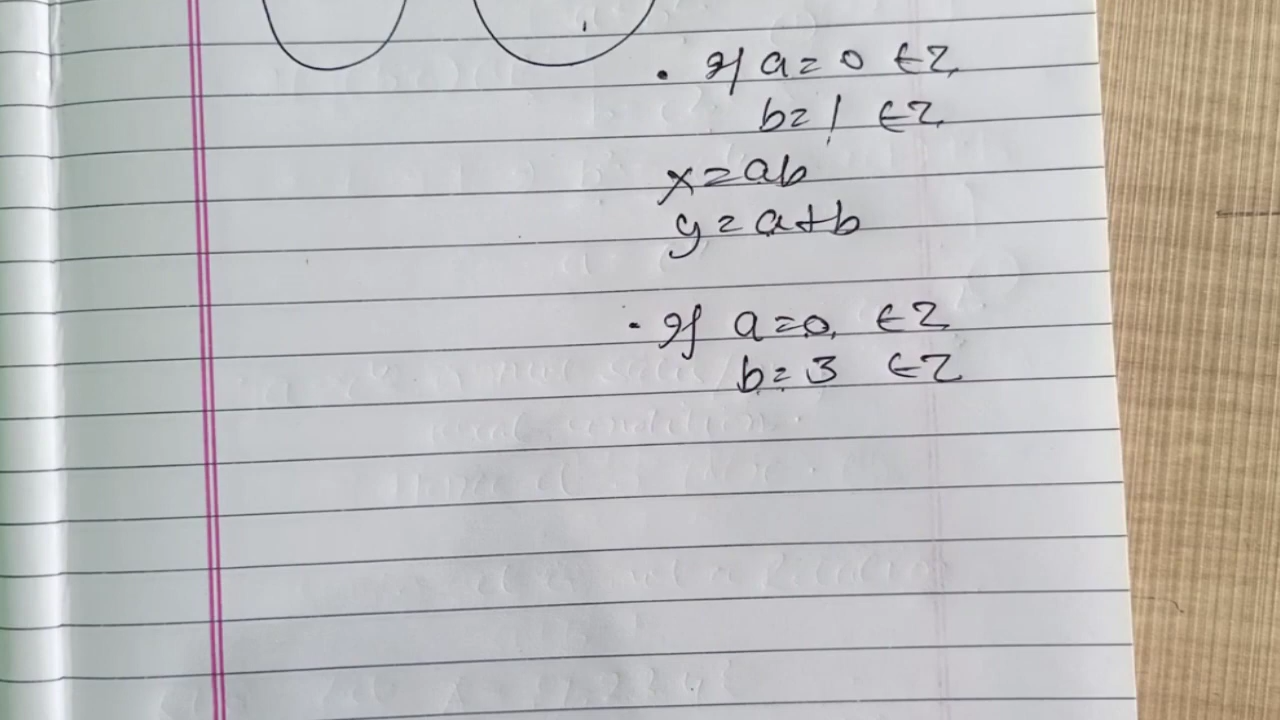 • If a = 0 ∈ Z
b = 1 ∈ Z
x = ab
y = a+b
• If a = 0, ∈ Z
b = 3 ∈ Z